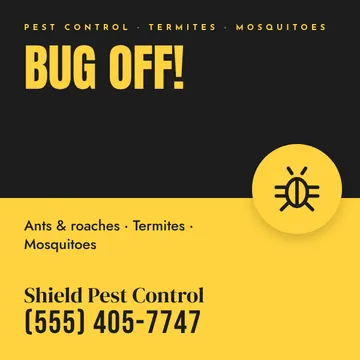 PEST CONTROL · TERMITES · MOSQUITOES
BUG OFF!
Ants & roaches · Termites ·
Mosquitoes
Shield Pest Control
(555) 405-7747